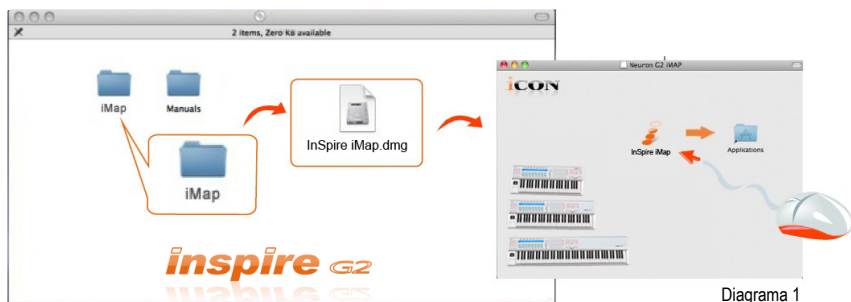 2 items, Zero KB available
iMap
Manuals
iMap
InSpire iMap.dmg
inspire G2
Neuron G2 iMAP
iCON
InSpire iMap
Applications
Diagrama 1